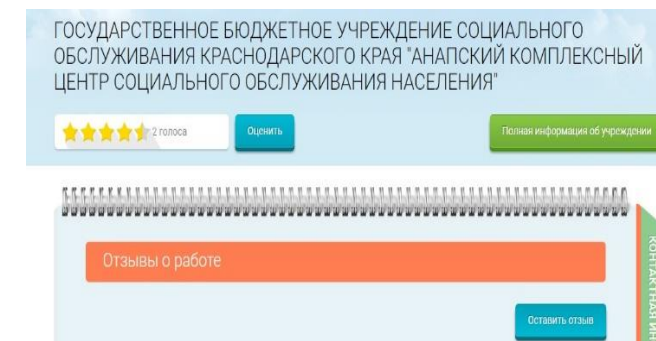 ГОСУДАРСТВЕННОЕ БЮДЖЕТНОЕ УЧРЕЖДЕНИЕ СОЦИАЛЬНОГО
ОБСЛУЖИВАНИЯ КРАСНОДАРСКОГО КРАЯ "АНАПСКИЙ КОМПЛЕКСНЫЙ
ЦЕНТР СОЦИАЛЬНОГО ОБСЛУЖИВАНИЯ НАСЕЛЕНИЯ"
2 голоса
Оценить
Полная информация об учреждении
Отзывы о работе
Оставить отзыв
КОНТАКТНАЯ